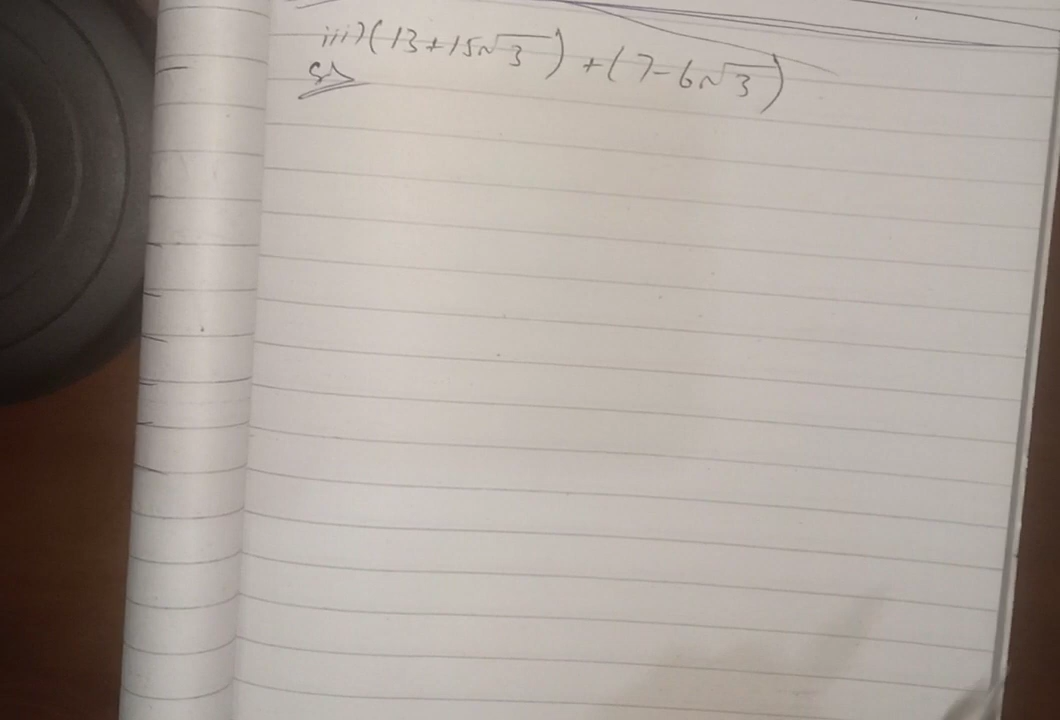 iii) (13+15√3) + (7-6√3)